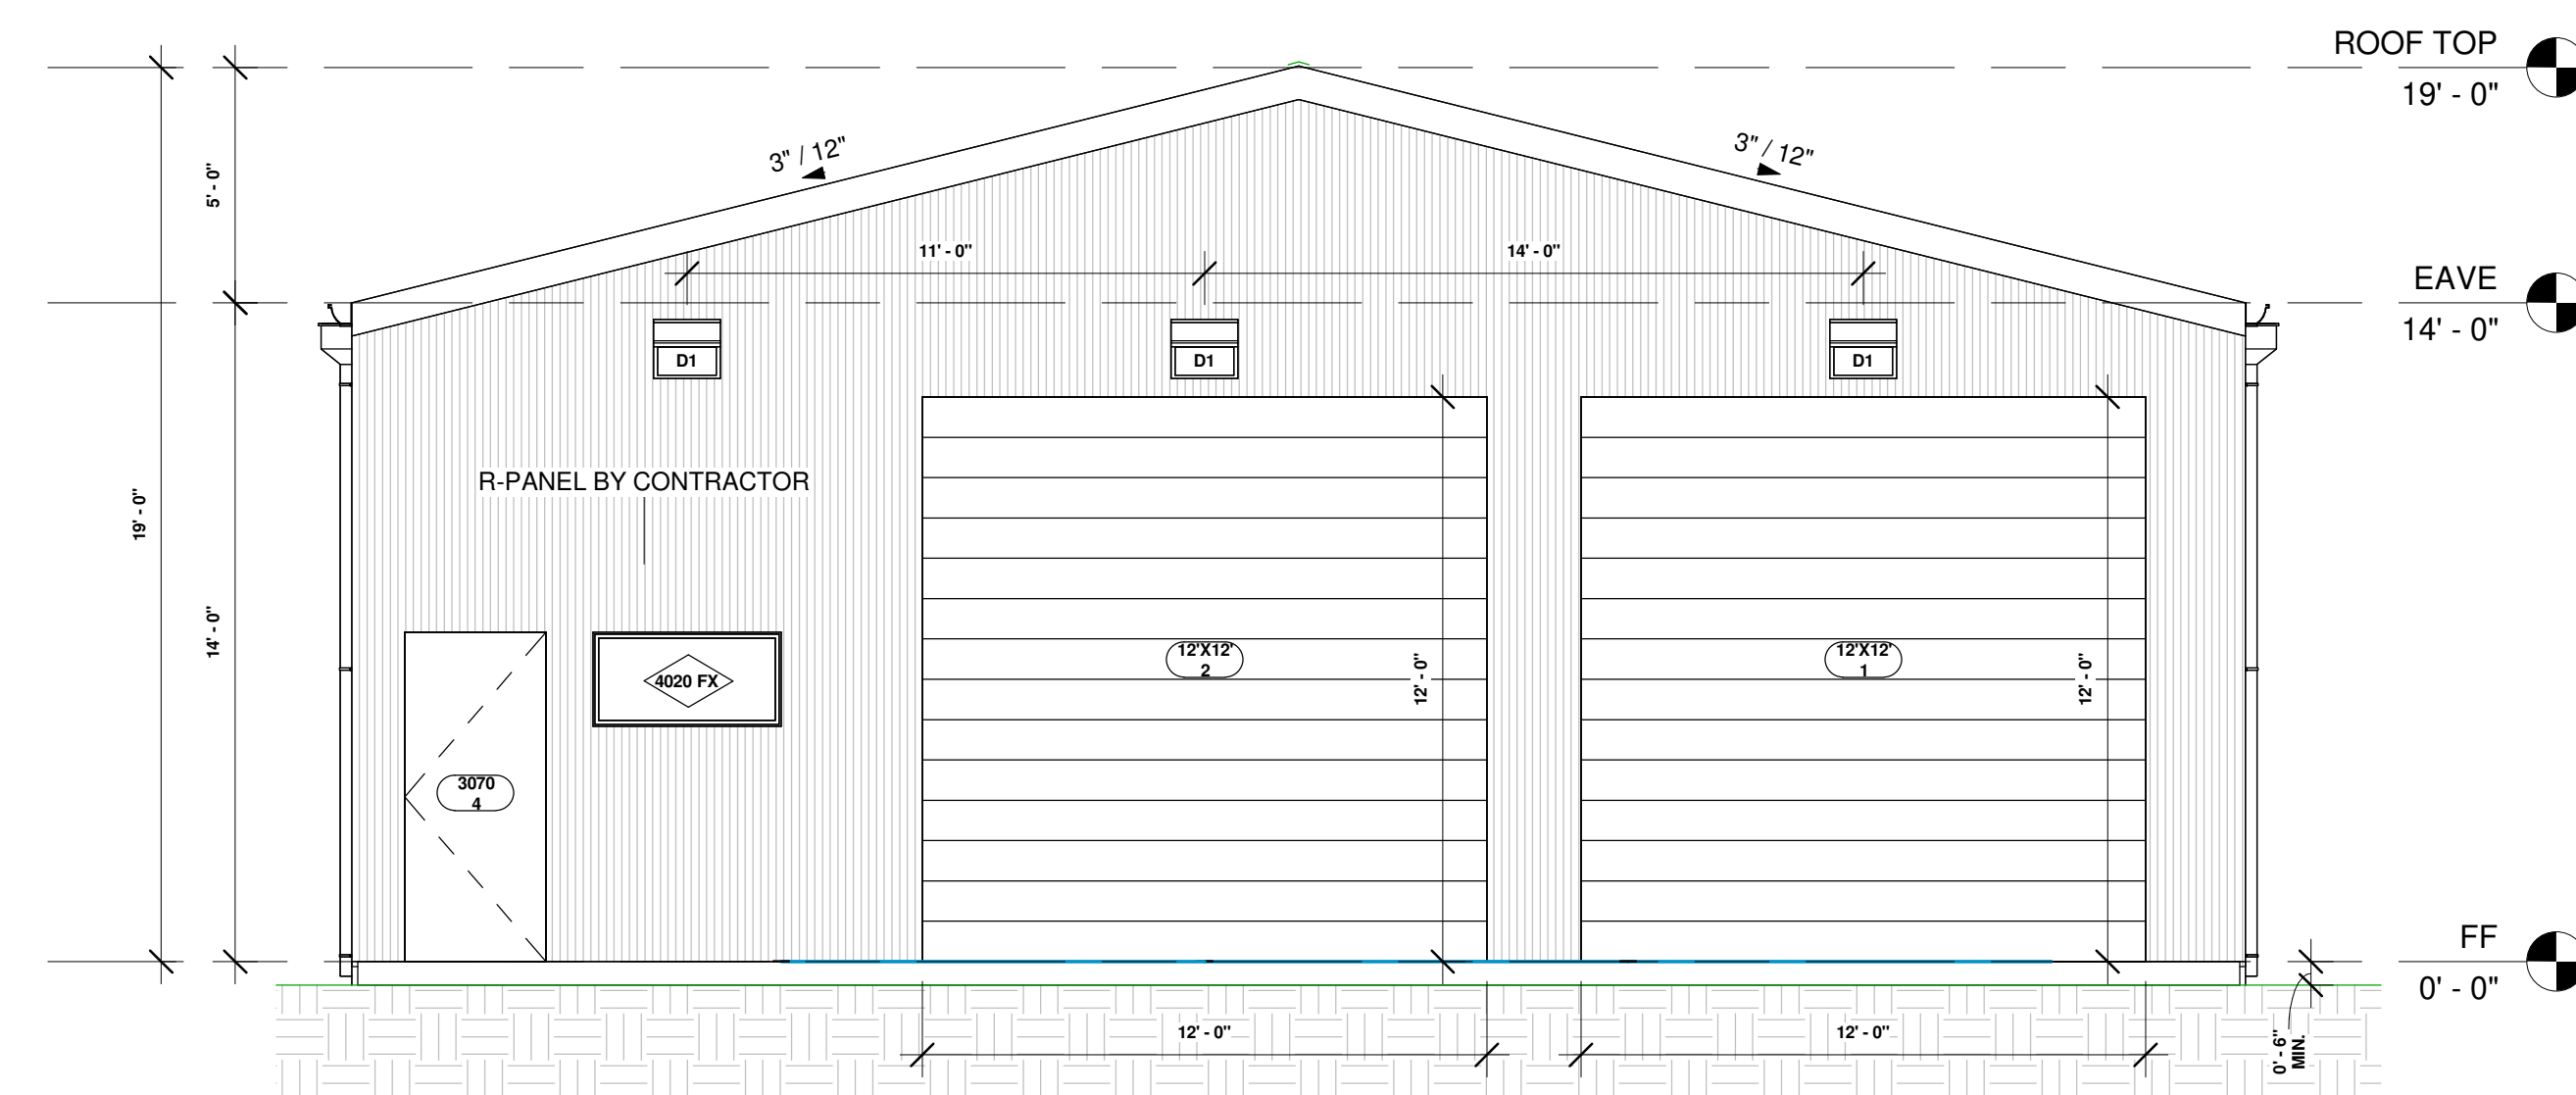 ROOF TOP
19' - 0"
3" / 12"
3" / 12"
5' - 0"
11' - 0"
14' - 0"
EAVE
14' - 0"
D1
D1
D1
R-PANEL BY CONTRACTOR
19' - 0"
14' - 0"
12'X12'
2
12'X12'
1
12' - 0"
12' - 0"
4020 FX
3070
4
FF
0' - 0"
12' - 0"
12' - 0"
0' - 6"
MIN.